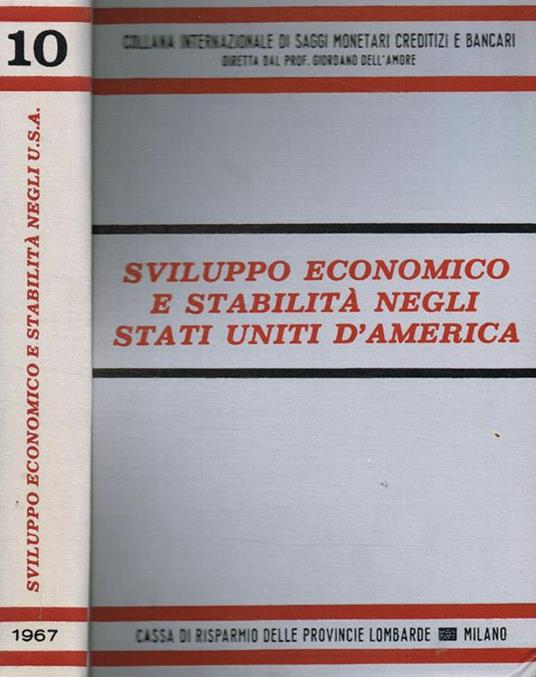 10
SVILUPPO ECONOMICO E STABILITÀ NEGLI U.S.A.
1967
COLLANA INTERNAZIONALE DI SAGGI MONETARI CREDITIZI E BANCARI
DIRETTA DAL PROF. GIORDANO DELL'AMORE
SVILUPPO ECONOMICO
E STABILITÀ NEGLI
STATI UNITI D'AMERICA
CASSA DI RISPARMIO DELLE PROVINCIE LOMBARDE MILANO